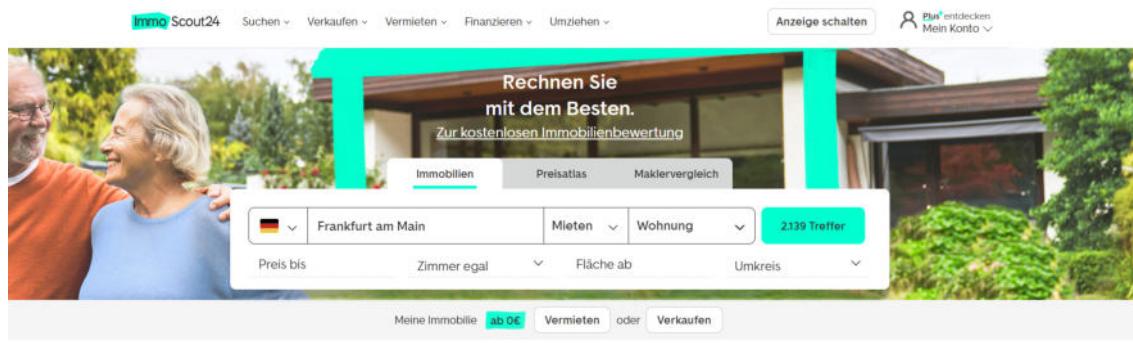 Immo Scout24 Suchen Verkaufen Vermieten Finanzieren Umziehen Anzeige schalten Plus+ entdecken
Mein Konto
Rechnen Sie
mit dem Besten.
Zur kostenlosen Immobilienbewertung
Immobilien Preisatlas Maklervergleich
Frankfurt am Main Mieten Wohnung 2.139 Treffer
Preis bis Zimmer egal Fläche ab Umkreis
Meine Immobilie ab 0€ Vermieten oder Verkaufen